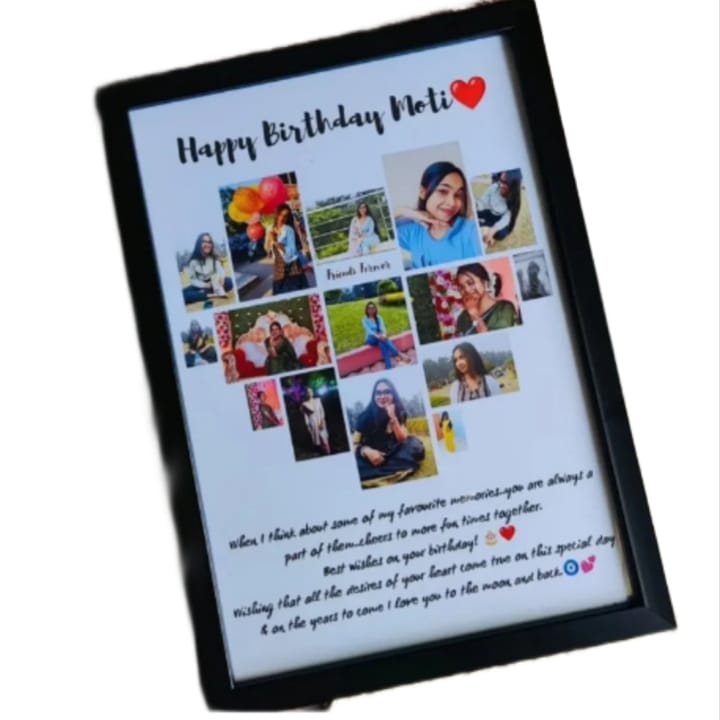 Happy Birthday Moti❤️
Friends Forever
When I think about some of my favourite memories..you are always a
part of them..cheers to more fun times together.
Best wishes on your birthday! 🎂❤️
Wishing that all the desires of your heart come true on this special day
& on the years to come I love you to the moon and back🧿💕